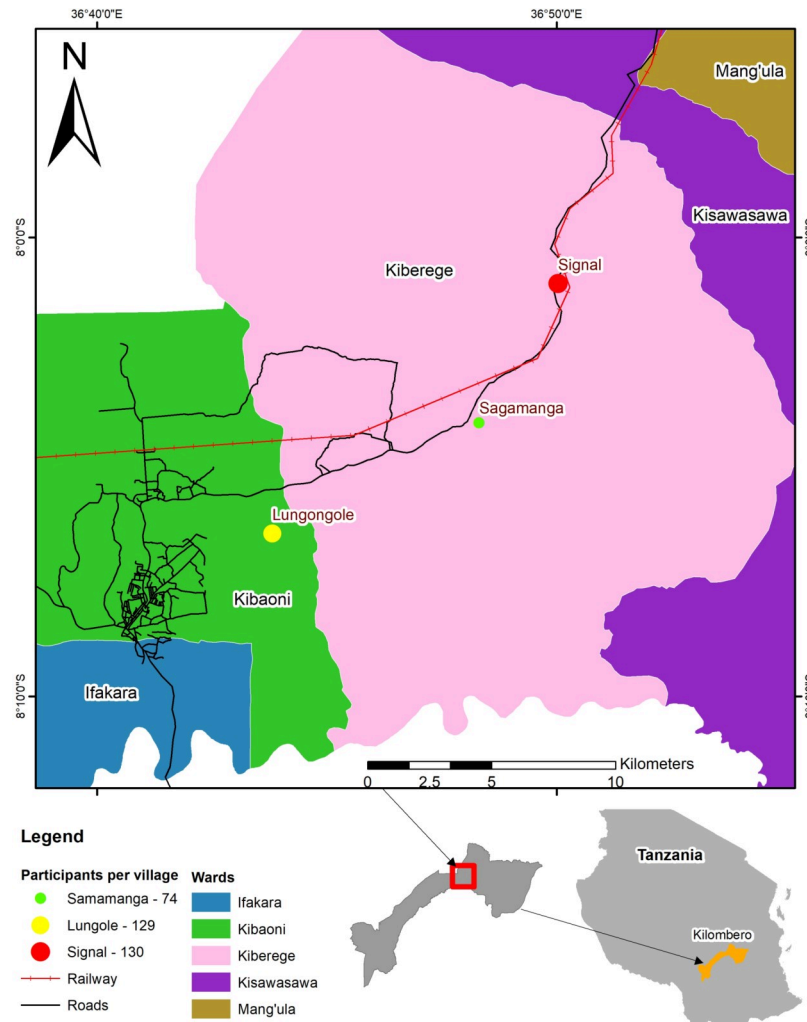 36°40'0"E
36°50'0"E
N
Mang'ula
Kisawasawa
8°0'0"S
Kiberege
Signal
Sagamanga
Lungongole
Kibaoni
Ifakara
8°10'0"S
Kilometers
0 2.5 5 10
Legend
Participants per village
Samamanga - 74
Lungole - 129
Signal - 130
Railway
Roads
Wards
Ifakara
Kibaoni
Kiberege
Kisawasawa
Mang'ula
Tanzania
Kilombero